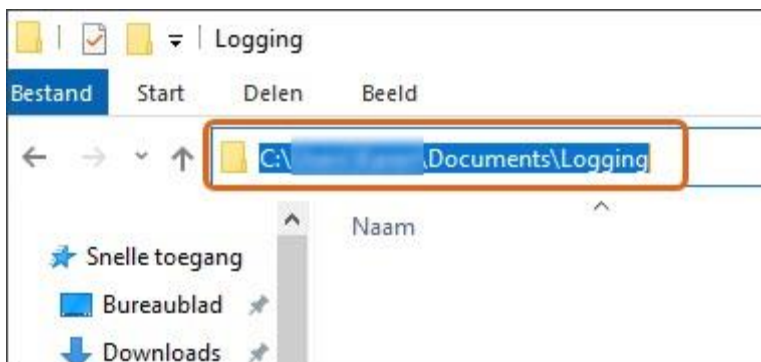 Logging
Bestand Start Delen Beeld
C:\ \Documents\Logging
Naam
Snelle toegang
Bureaublad
Downloads